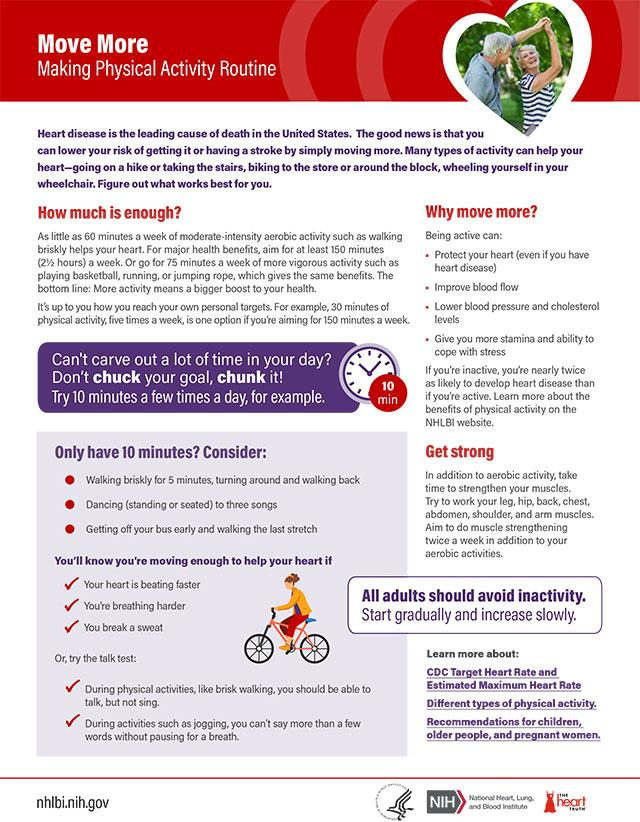 Move More
Making Physical Activity Routine
Heart disease is the leading cause of death in the United States. The good news is that you
can lower your risk of getting it or having a stroke by simply moving more. Many types of activity can help your
heart—going on a hike or taking the stairs, biking to the store or around the block, wheeling yourself in your
wheelchair. Figure out what works best for you.
How much is enough?
As little as 60 minutes a week of moderate-intensity aerobic activity such as walking
briskly helps your heart. For major health benefits, aim for at least 150 minutes
(2½ hours) a week. Or go for 75 minutes a week of more vigorous activity such as
playing basketball, running, or jumping rope, which gives the same benefits. The
bottom line: More activity means a bigger boost to your health.
It's up to you how you reach your own personal targets. For example, 30 minutes of
physical activity, five times a week, is one option if you're aiming for 150 minutes a week.
Can't carve out a lot of time in your day?
Don't chuck your goal, chunk it!
Try 10 minutes a few times a day, for example.
10
min
Only have 10 minutes? Consider:
Walking briskly for 5 minutes, turning around and walking back
Dancing (standing or seated) to three songs
Getting off your bus early and walking the last stretch
You'll know you're moving enough to help your heart if
Your heart is beating faster
You're breathing harder
You break a sweat
Or, try the talk test:
During physical activities, like brisk walking, you should be able to
talk, but not sing.
During activities such as jogging, you can't say more than a few
words without pausing for a breath.
Why move more?
Being active can:
• Protect your heart (even if you have
heart disease)
• Improve blood flow
• Lower blood pressure and cholesterol
levels
• Give you more stamina and ability to
cope with stress
If you're inactive, you're nearly twice
as likely to develop heart disease than
if you're active. Learn more about the
benefits of physical activity on the
NHLBI website.
Get strong
In addition to aerobic activity, take
time to strengthen your muscles.
Try to work your leg, hip, back, chest,
abdomen, shoulder, and arm muscles.
Aim to do muscle strengthening
twice a week in addition to your
aerobic activities.
All adults should avoid inactivity.
Start gradually and increase slowly.
Learn more about:
CDC Target Heart Rate and
Estimated Maximum Heart Rate
Different types of physical activity.
Recommendations for children,
older people, and pregnant women.
nhlbi.nih.gov
NIH
National Heart, Lung,
and Blood Institute
THE
heart
TRUTH